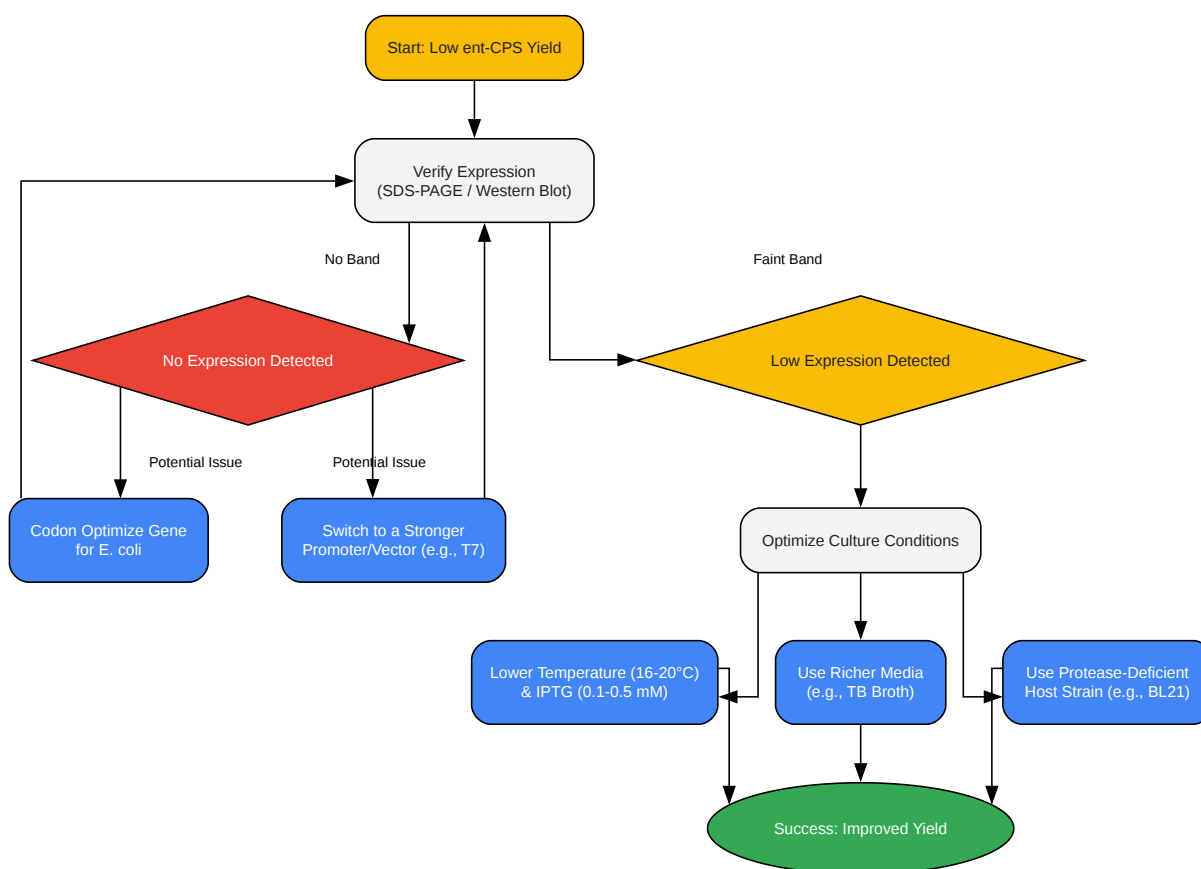 Start: Low ent-CPS Yield
Verify Expression
(SDS-PAGE / Western Blot)
No Band
Faint Band
No Expression Detected
Low Expression Detected
Potential Issue
Potential Issue
Codon Optimize Gene
for E. coli
Switch to a Stronger
Promoter/Vector (e.g., T7)
Optimize Culture Conditions
Lower Temperature (16-20°C)
& IPTG (0.1-0.5 mM)
Use Richer Media
(e.g., TB Broth)
Use Protease-Deficient
Host Strain (e.g., BL21)
Success: Improved Yield